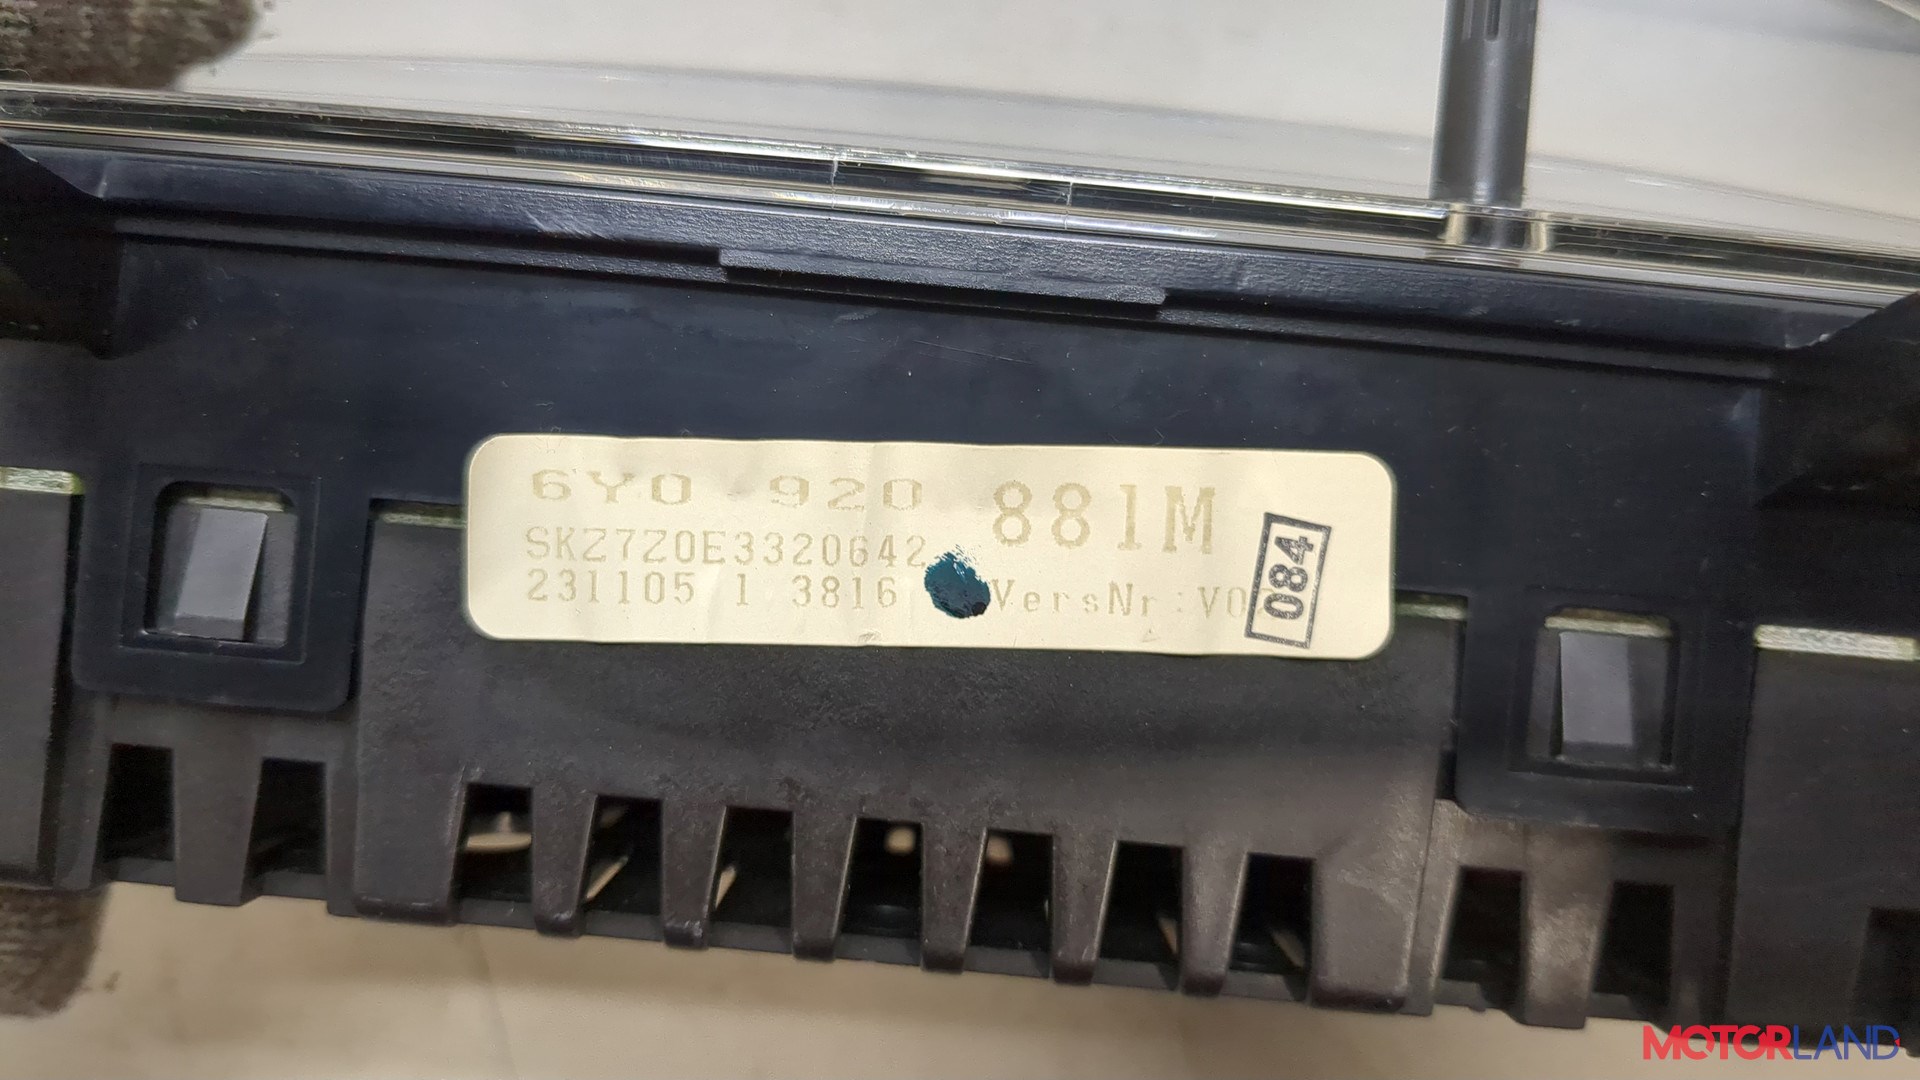 6Y0 920 881M
SKZ7Z0E3320642
231105 1 3816 VersNr:V0
084
MOTORLAND